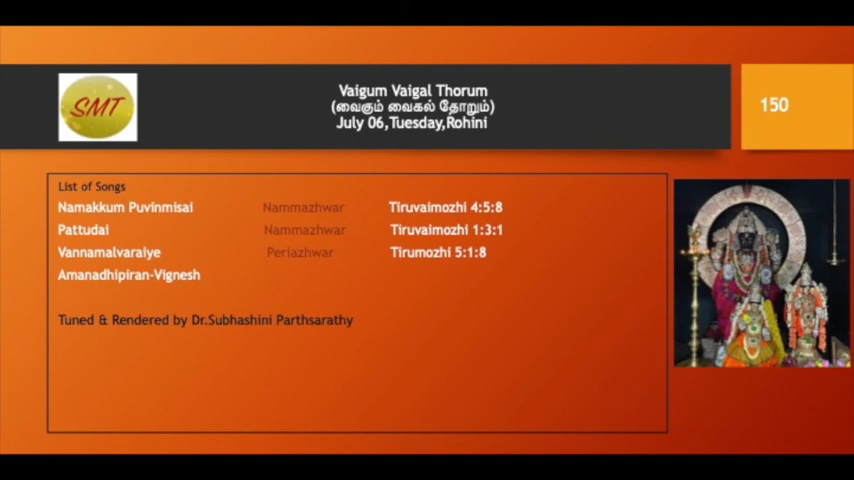 SMT
Vaigum Vaigal Thorum
(வைகும் வைகல் தோறும்)
July 06,Tuesday,Rohini
150
List of Songs
Namakkum Puvinmisai Nammazhwar Tiruvaimozhi 4:5:8
Pattudai Nammazhwar Tiruvaimozhi 1:3:1
Vannamalvaraiye Periazhwar Tirumozhi 5:1:8
Amanadhipiran-Vignesh
Tuned & Rendered by Dr.Subhashini Parthsarathy